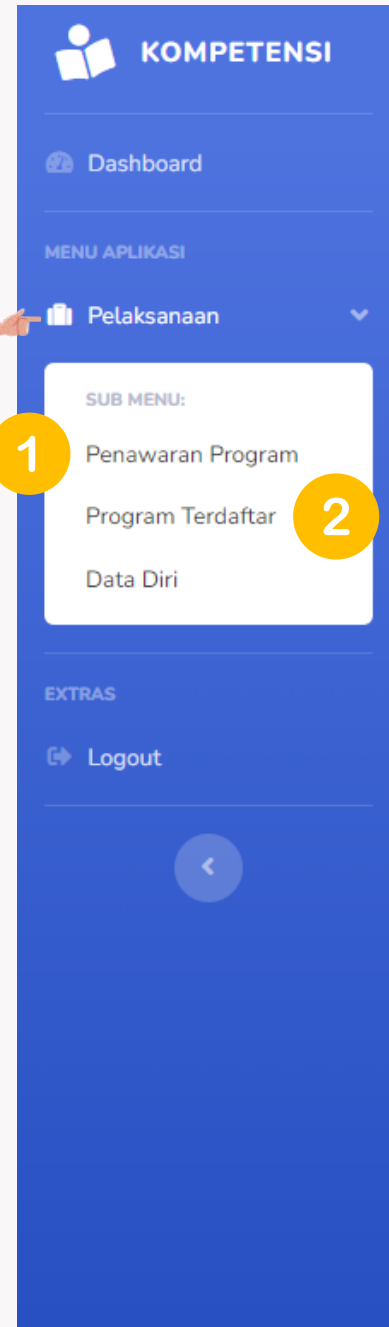 KOMPETENSI
Dashboard
MENU APLIKASI
Pelaksanaan
SUB MENU:
1
Penawaran Program
Program Terdaftar
2
Data Diri
EXTRAS
Logout